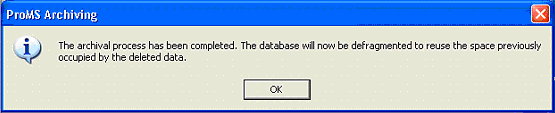 ProMS Archiving
The archival process has been completed. The database will now be defragmented to reuse the space previously
occupied by the deleted data.
OK